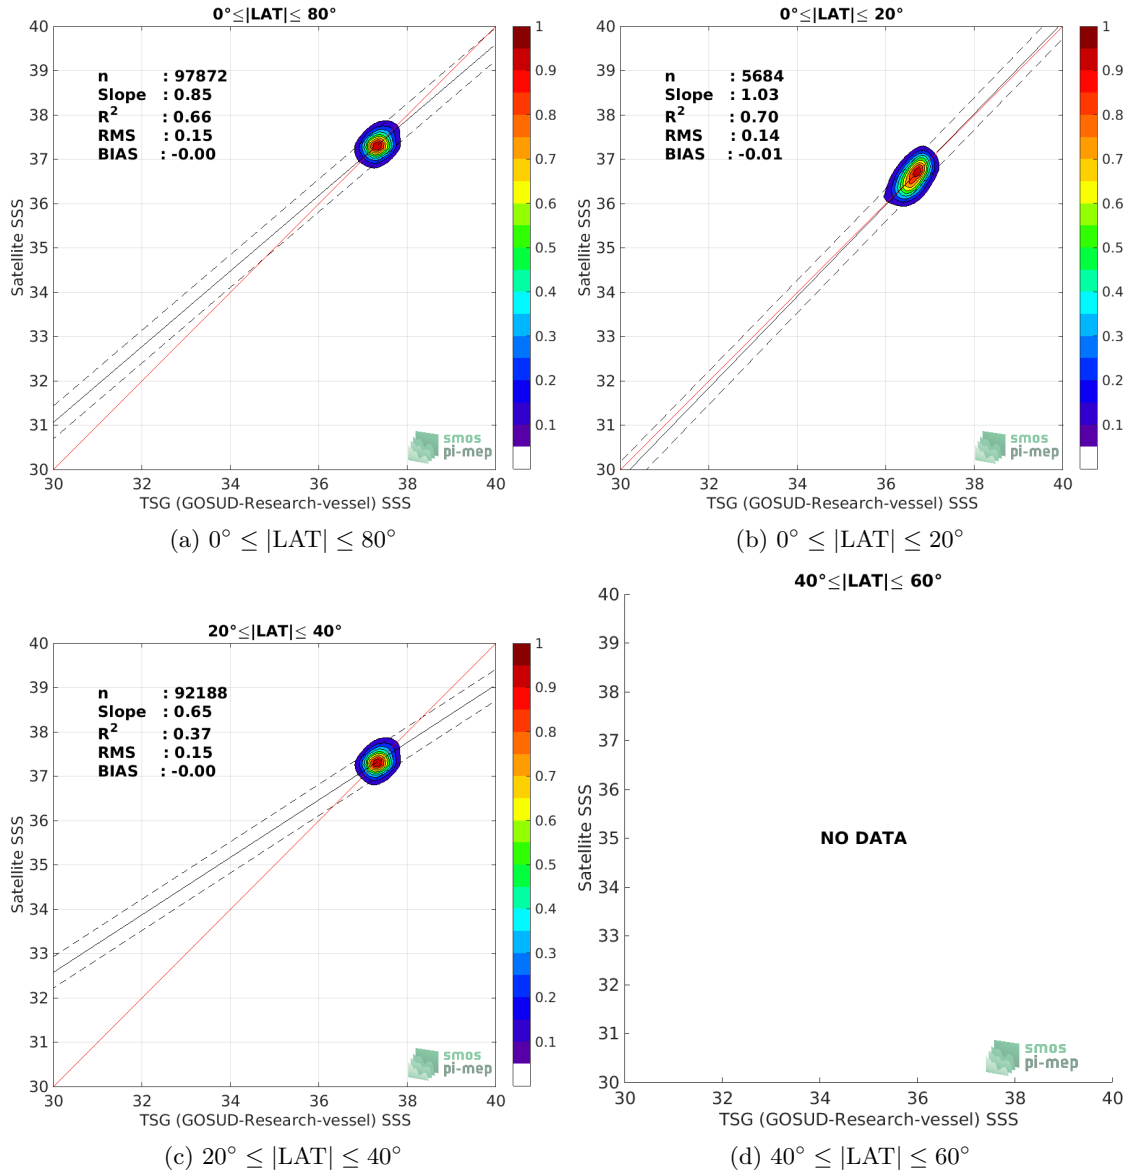 0°≤|LAT|≤ 80°
40
39
38
37
36
35
34
33
32
31
30
Satellite SSS
n : 97872
Slope : 0.85
R² : 0.66
RMS : 0.15
BIAS : -0.00
smos
pi-mep
30 32 34 36 38 40
TSG (GOSUD-Research-vessel) SSS
1
0.9
0.8
0.7
0.6
0.5
0.4
0.3
0.2
0.1
(a) 0° ≤ |LAT| ≤ 80°
0°≤|LAT|≤ 20°
40
39
38
37
36
35
34
33
32
31
30
Satellite SSS
n : 5684
Slope : 1.03
R² : 0.70
RMS : 0.14
BIAS : -0.01
smos
pi-mep
30 32 34 36 38 40
TSG (GOSUD-Research-vessel) SSS
1
0.9
0.8
0.7
0.6
0.5
0.4
0.3
0.2
0.1
(b) 0° ≤ |LAT| ≤ 20°
20°≤|LAT|≤ 40°
40
39
38
37
36
35
34
33
32
31
30
Satellite SSS
n : 92188
Slope : 0.65
R² : 0.37
RMS : 0.15
BIAS : -0.00
smos
pi-mep
30 32 34 36 38 40
TSG (GOSUD-Research-vessel) SSS
1
0.9
0.8
0.7
0.6
0.5
0.4
0.3
0.2
0.1
(c) 20° ≤ |LAT| ≤ 40°
40°≤|LAT|≤ 60°
40
39
38
37
36
35
34
33
32
31
30
Satellite SSS
NO DATA
smos
pi-mep
30 32 34 36 38 40
TSG (GOSUD-Research-vessel) SSS
(d) 40° ≤ |LAT| ≤ 60°